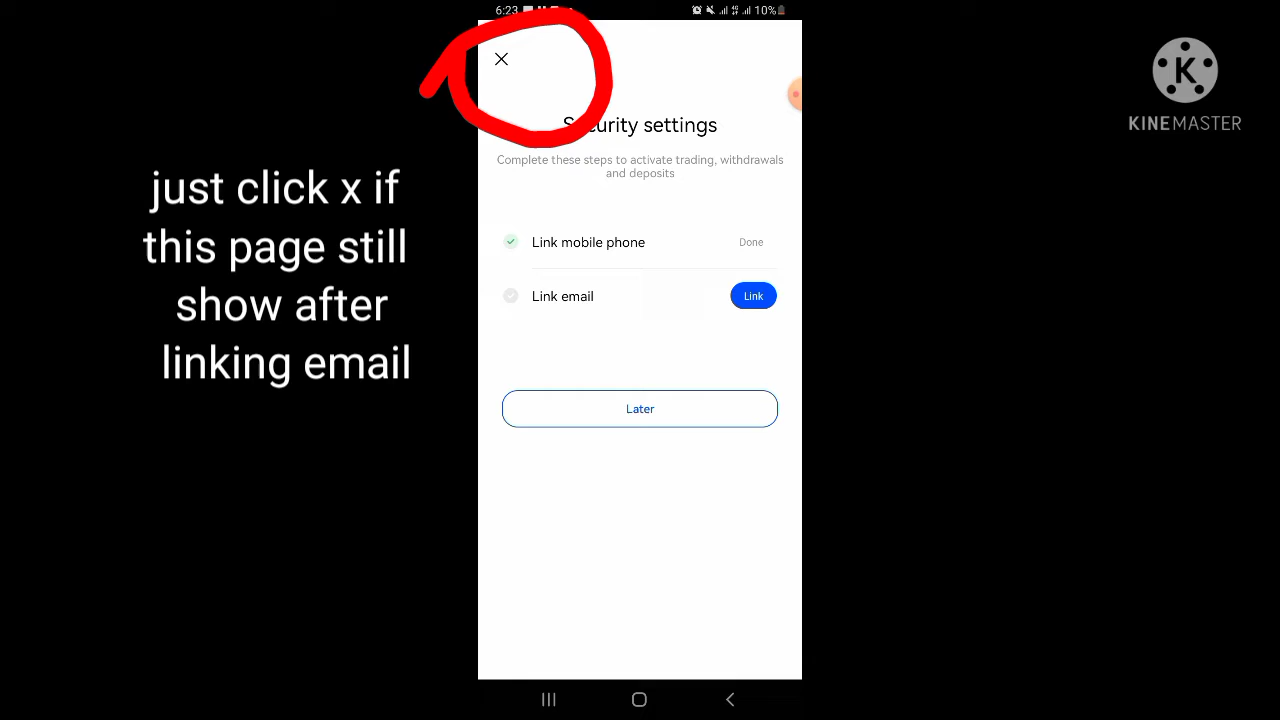 6:23
10%
Security settings
Complete these steps to activate trading, withdrawals
and deposits
Link mobile phone Done
Link email Link
Later
just click x if
this page still
show after
linking email
K
KINEMASTER